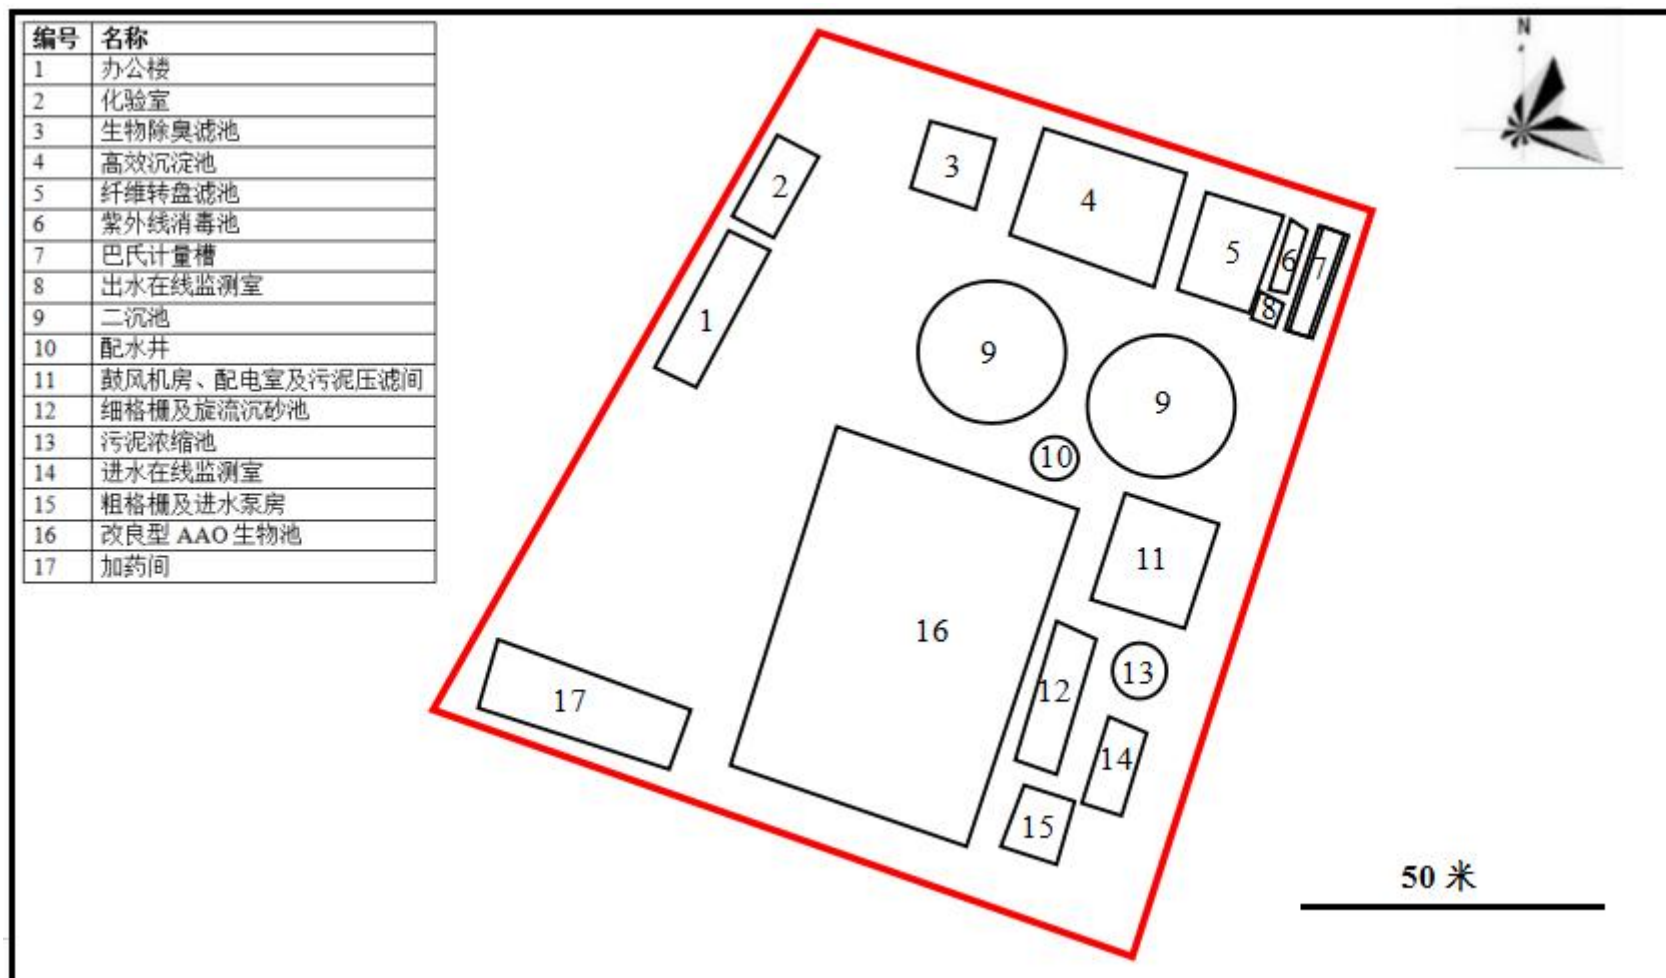 编号 名称
1 办公楼
2 化验室
3 生物除臭滤池
4 高效沉淀池
5 纤维转盘滤池
6 紫外线消毒池
7 巴氏计量槽
8 出水在线监测室
9 二沉池
10 配水井
11 鼓风机房、配电室及污泥压滤间
12 细格栅及旋流沉砂池
13 污泥浓缩池
14 进水在线监测室
15 粗格栅及进水泵房
16 改良型 AAO 生物池
17 加药间
N
3
2
4
5
6
7
8
1
9
9
10
11
16
13
12
17
14
15
50 米